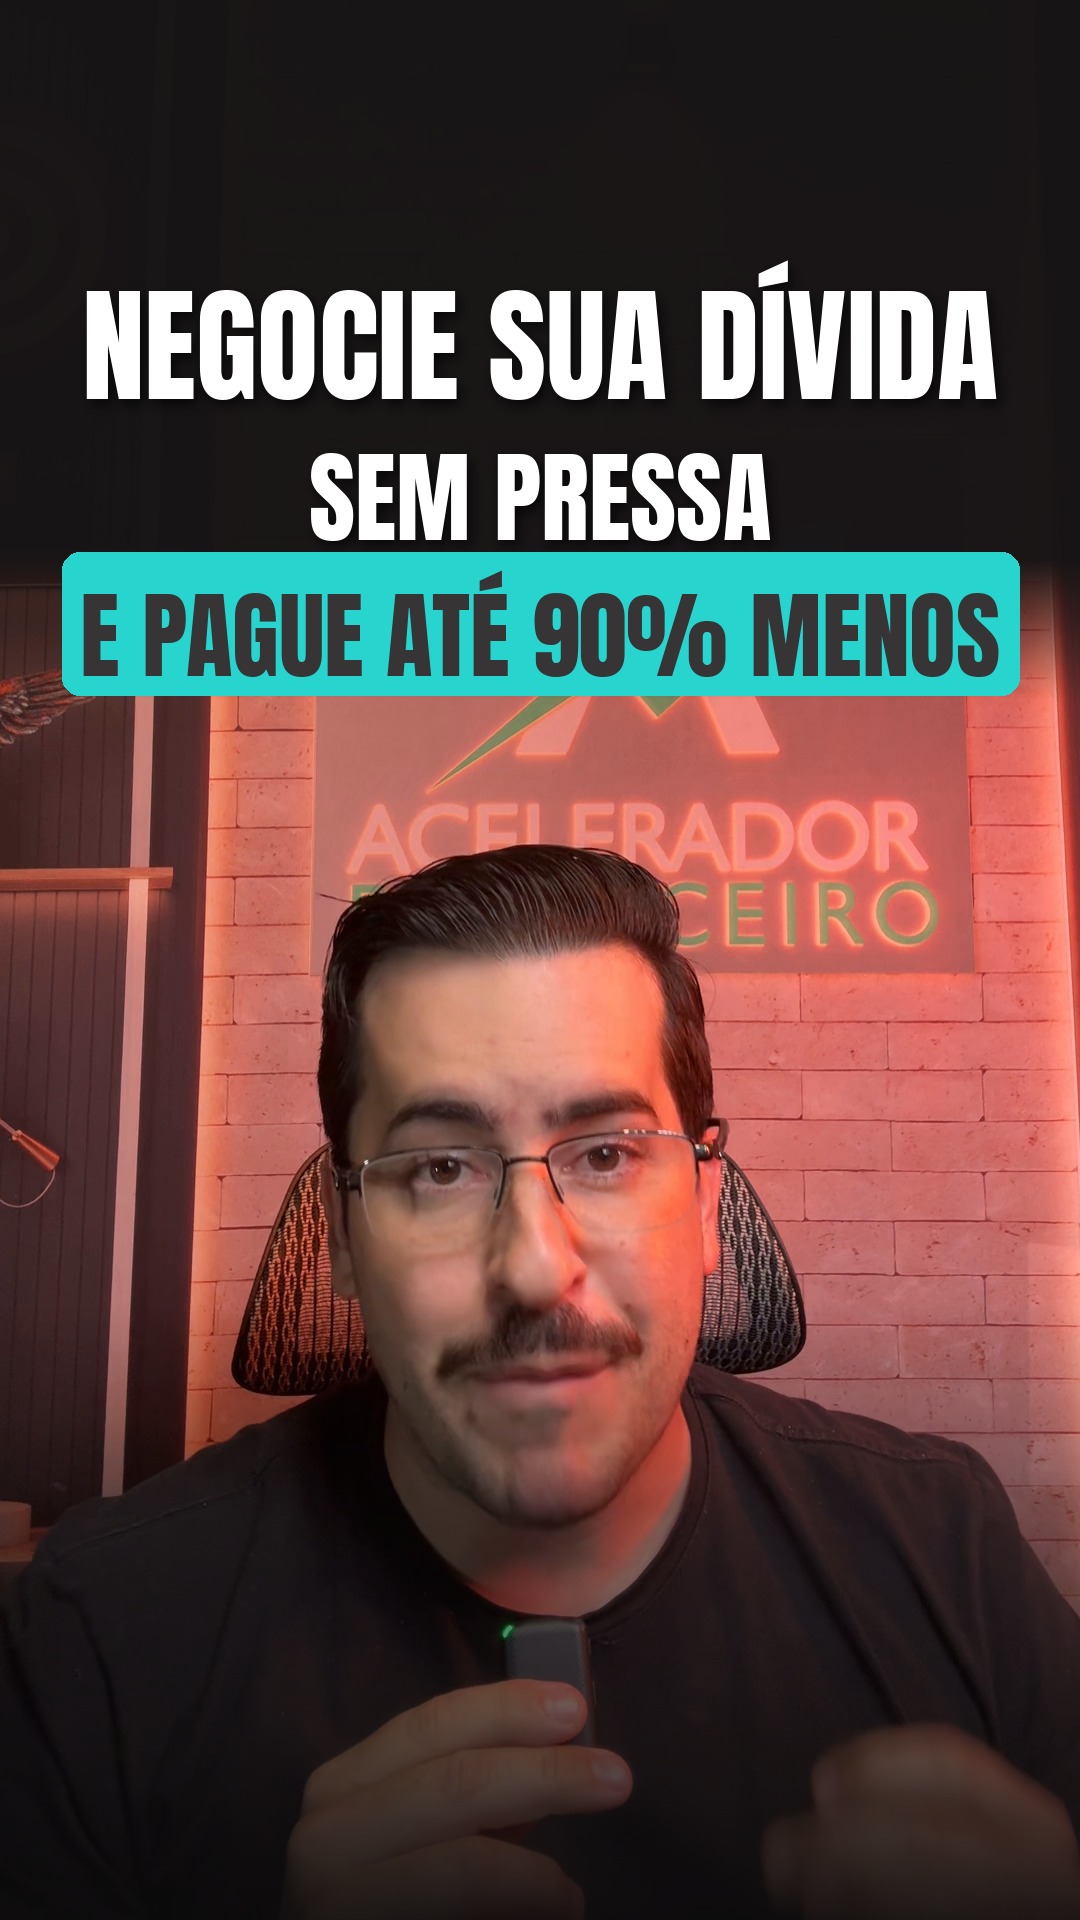 NEGOCIE SUA DÍVIDA
SEM PRESSA
E PAGUE ATÉ 90% MENOS
ACELERADOR
CEIRO